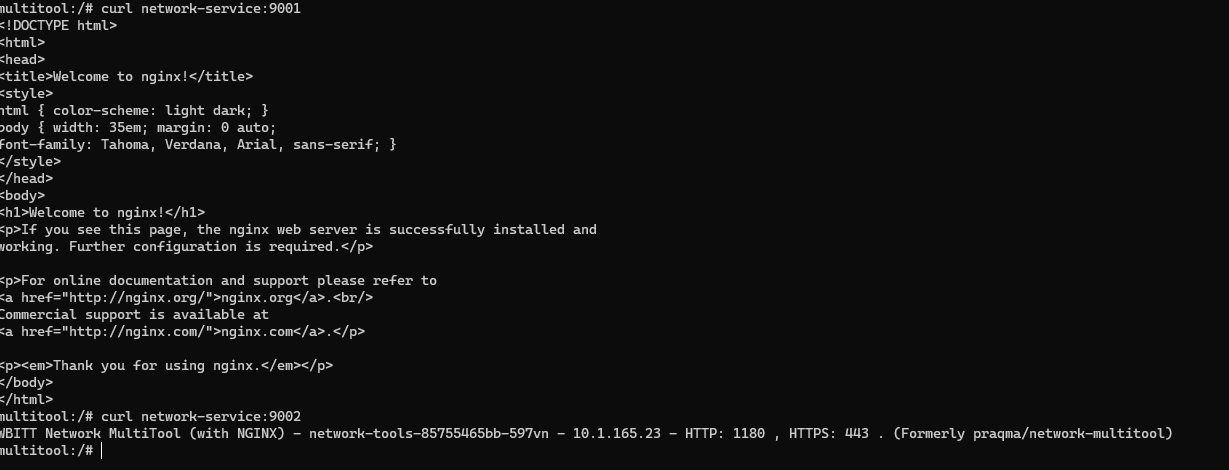 multitool:/# curl network-service:9001
<!DOCTYPE html>
<html>
<head>
<title>Welcome to nginx!</title>
<style>
html { color-scheme: light dark; }
body { width: 35em; margin: 0 auto;
font-family: Tahoma, Verdana, Arial, sans-serif; }
</style>
</head>
<body>
<h1>Welcome to nginx!</h1>
<p>If you see this page, the nginx web server is successfully installed and
working. Further configuration is required.</p>

<p>For online documentation and support please refer to
<a href="http://nginx.org/">nginx.org</a>.<br/>
Commercial support is available at
<a href="http://nginx.com/">nginx.com</a>.</p>

<p><em>Thank you for using nginx.</em></p>
</body>
</html>
multitool:/# curl network-service:9002
WBITT Network MultiTool (with NGINX) - network-tools-85755465bb-597vn - 10.1.165.23 - HTTP: 1180 , HTTPS: 443 . (Formerly praqma/network-multitool)
multitool:/#